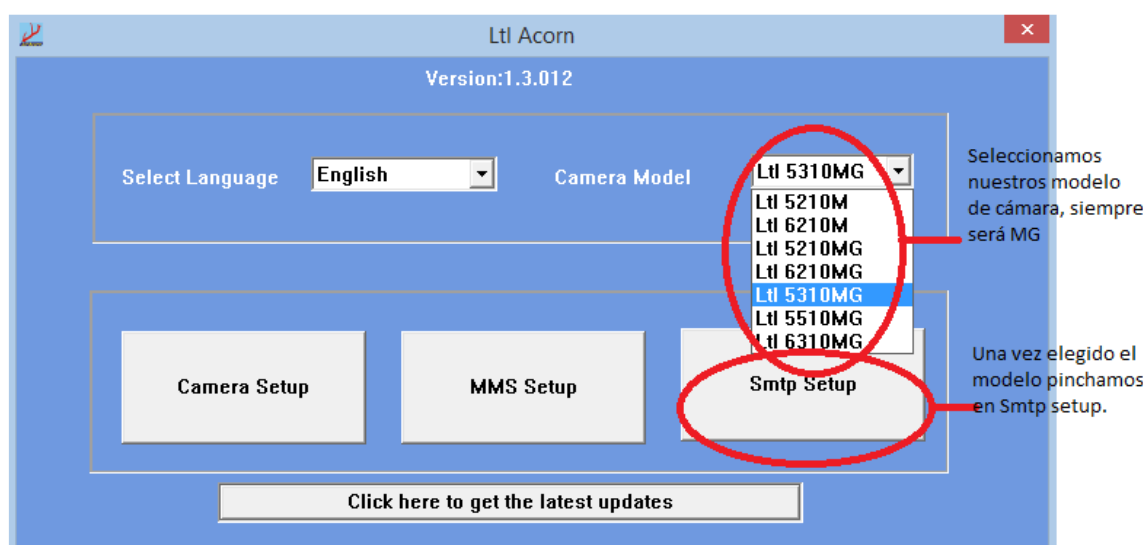 Ltl Acorn
Version:1.3.012
Select Language
English
Camera Model
Ltl 5310MG
Ltl 5210M
Ltl 6210M
Ltl 5210MG
Ltl 6210MG
Ltl 5310MG
Ltl 5510MG
Ltl 6310MG
Seleccionamos
nuestros modelo
de cámara, siempre
será MG
Camera Setup
MMS Setup
Smtp Setup
Una vez elegido el
modelo pinchamos
en Smtp setup.
Click here to get the latest updates